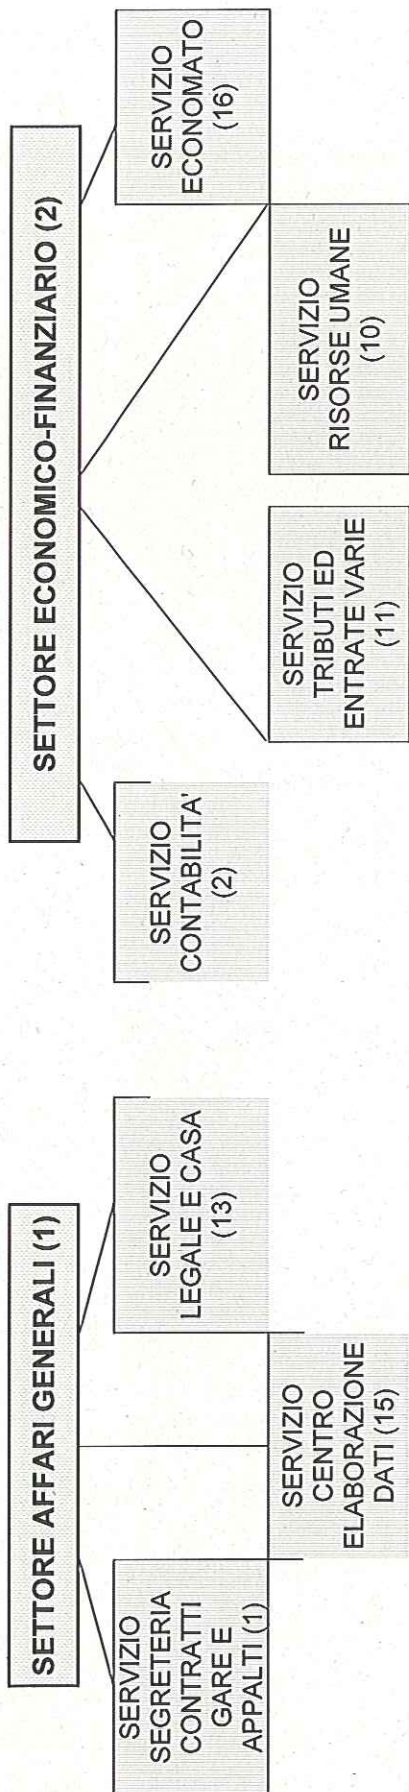 SETTORE AFFARI GENERALI (1)
SERVIZIO
SEGRETERIA
CONTRATTI
GARE E
APPALTI (1)
SERVIZIO
CENTRO
ELABORAZIONE
DATI (15)
SERVIZIO
LEGALE E CASA
(13)
SETTORE ECONOMICO-FINANZIARIO (2)
SERVIZIO
CONTABILITA'
(2)
SERVIZIO
TRIBUTI ED
ENTRATE VARIE
(11)
SERVIZIO
RISORSE UMANE
(10)
SERVIZIO
ECONOMATO
(16)